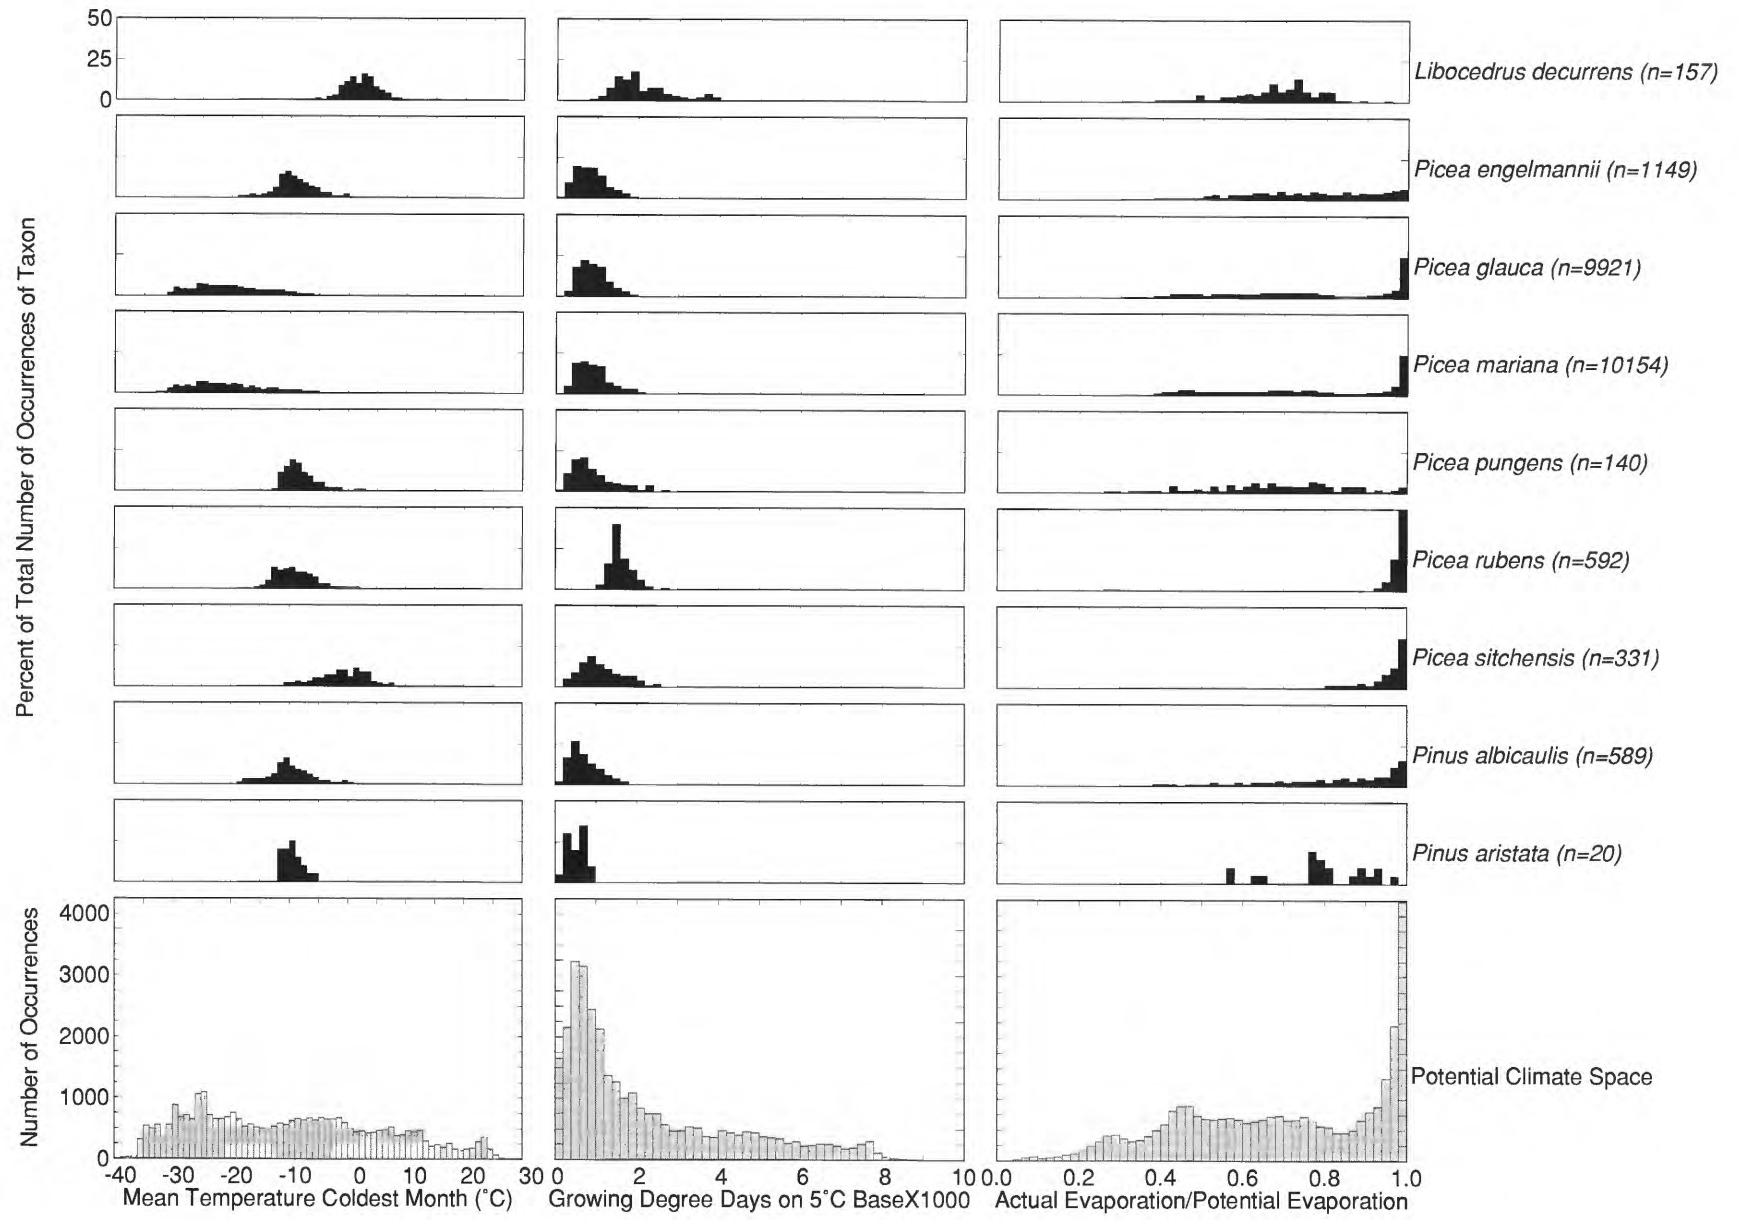 50
25
0
Libocedrus decurrens (n=157)
Picea engelmannii (n=1149)
Picea glauca (n=9921)
Picea mariana (n=10154)
Picea pungens (n=140)
Picea rubens (n=592)
Picea sitchensis (n=331)
Pinus albicaulis (n=589)
Pinus aristata (n=20)
Percent of Total Number of Occurrences of Taxon
Number of Occurrences
4000
3000
2000
1000
0
Potential Climate Space
-40 -30 -20 -10 0 10 20 30 0 2 4 6 8 10 0.0 0.2 0.4 0.6 0.8 1.0
Mean Temperature Coldest Month (°C) Growing Degree Days on 5°C BaseX1000 Actual Evaporation/Potential Evaporation